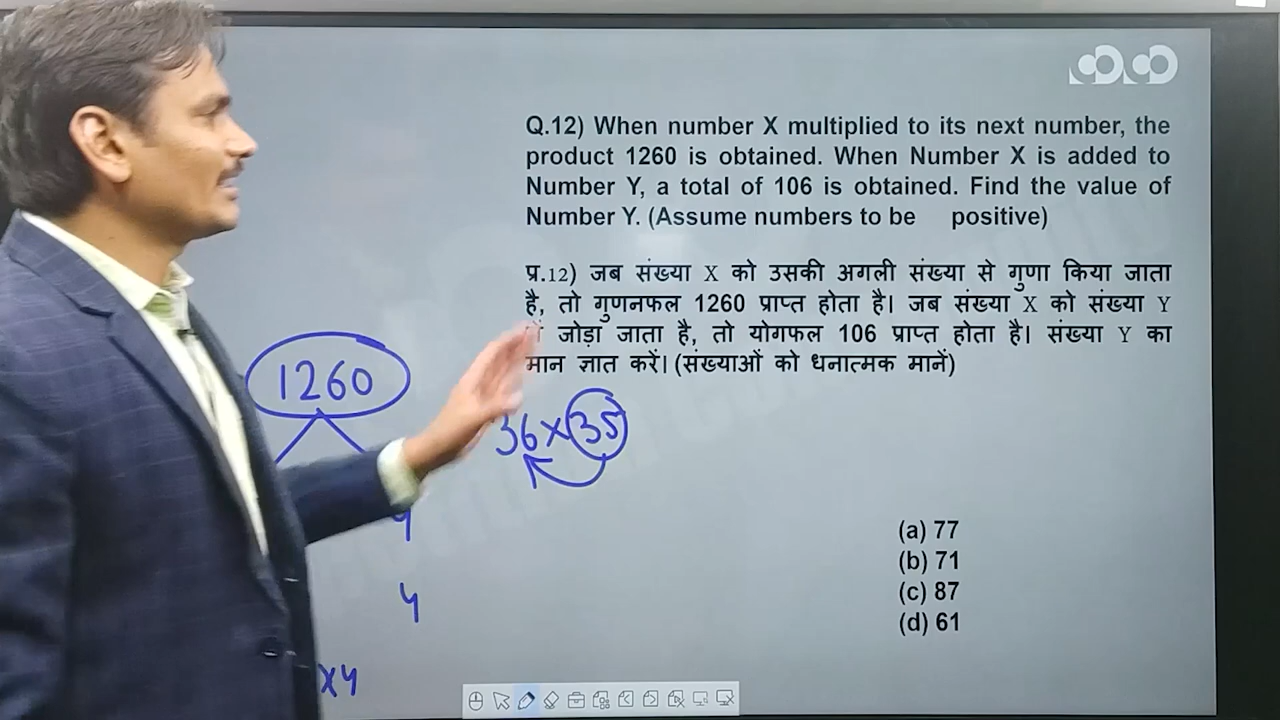 Q.12) When number X multiplied to its next number, the
product 1260 is obtained. When Number X is added to
Number Y, a total of 106 is obtained. Find the value of
Number Y. (Assume numbers to be positive)
प्र.12) जब संख्या X को उसकी अगली संख्या से गुणा किया जाता
है, तो गुणनफल 1260 प्राप्त होता है। जब संख्या X को संख्या Y
जोड़ा जाता है, तो योगफल 106 प्राप्त होता है। संख्या Y का
मान ज्ञात करें। (संख्याओं को धनात्मक मानें)
1260
36×35
4
4
×4
(a) 77
(b) 71
(c) 87
(d) 61